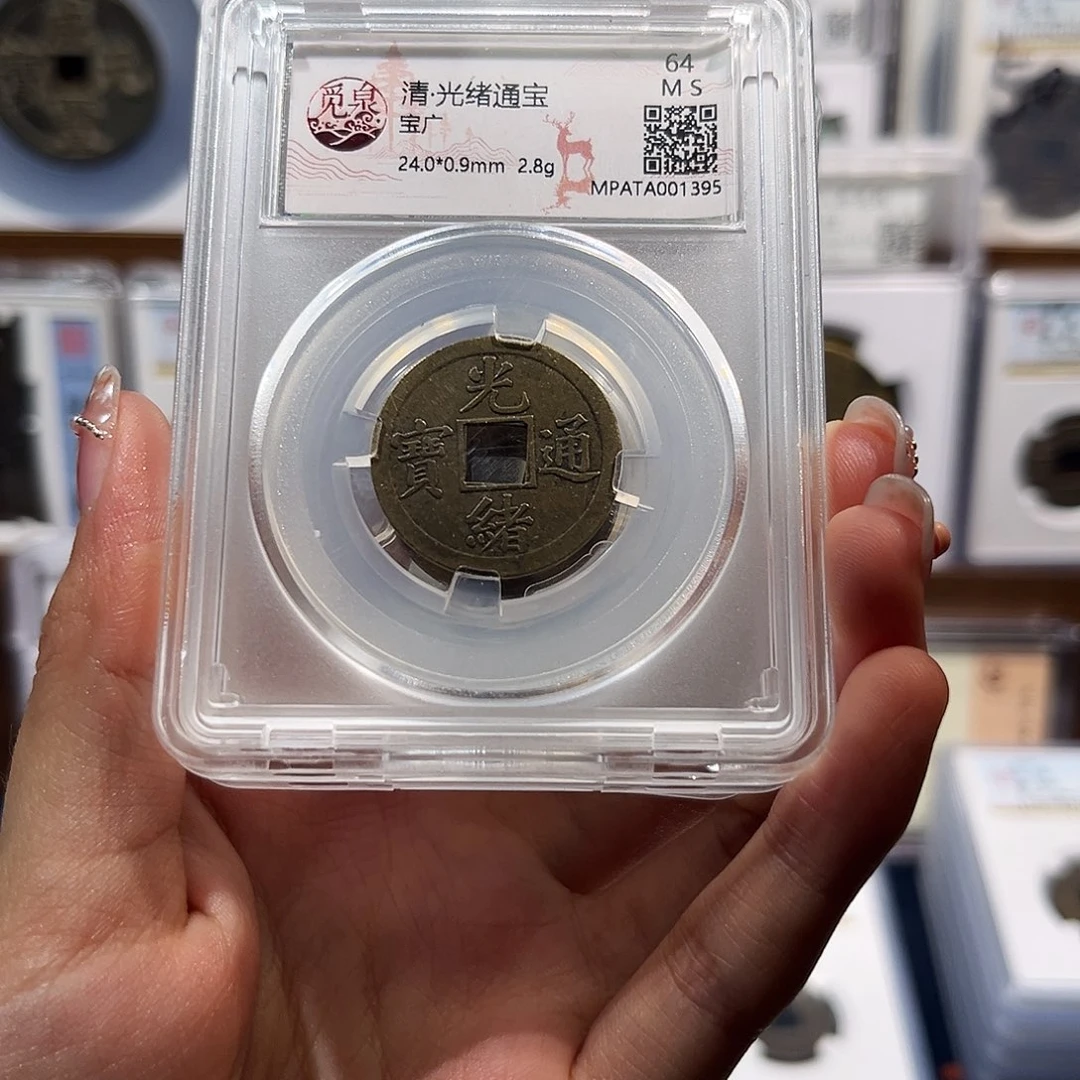 觅泉
清·光绪通宝
宝广
24.0*0.9mm 2.8g
64
MS
MPATA001395
光
寶 通
緒